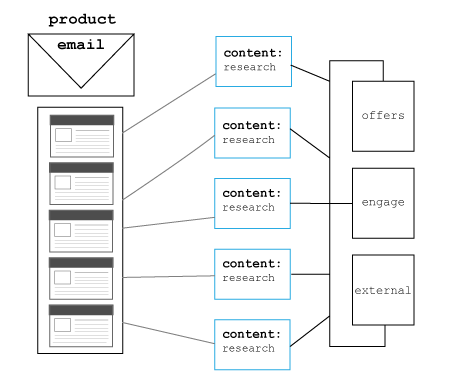 product
email
content:
research
content:
research
content:
research
content:
research
content:
research
offers
engage
external